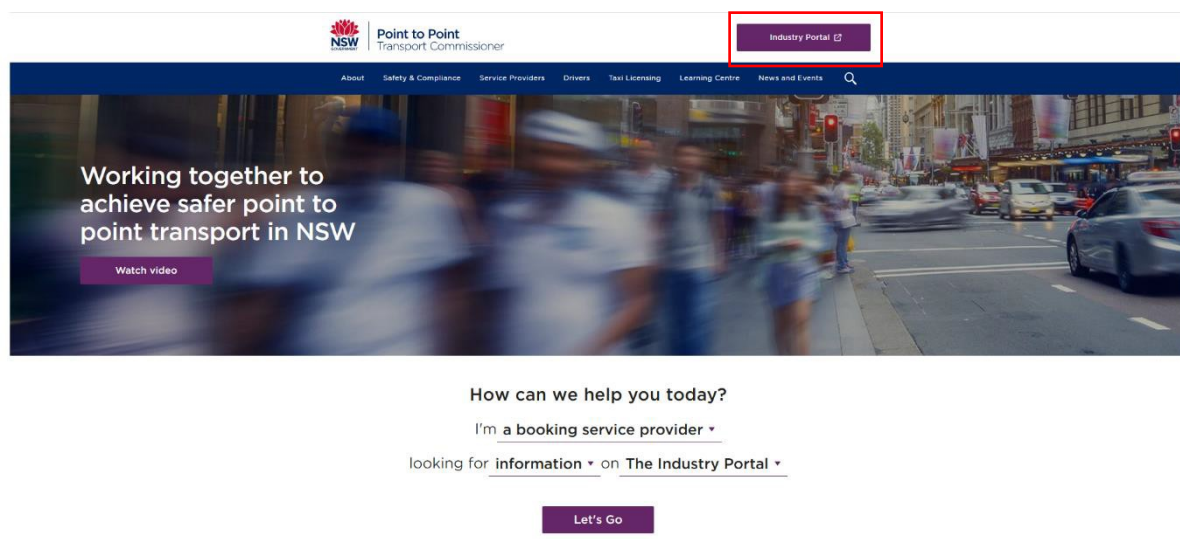 Point to Point
Transport Commissioner
NSW
GOVERNMENT
Industry Portal
About Safety & Compliance Service Providers Drivers Taxi Licensing Learning Centre News and Events
Working together to
achieve safer point to
point transport in NSW
Watch video
How can we help you today?
I'm a booking service provider
looking for information on The Industry Portal
Let's Go